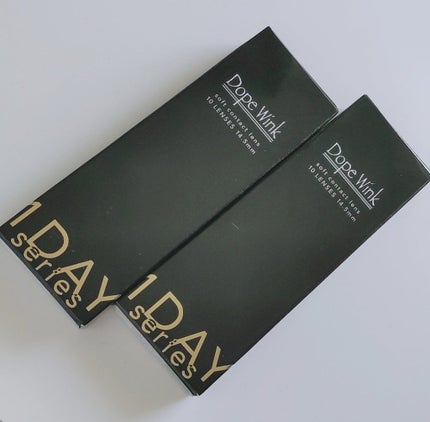 Dope Wink
soft contact lens
10 LENSES 14.5mm
1DAY
series
Dope Wink
soft contact lens
10 LENSES 14.5mm
1DAY
series